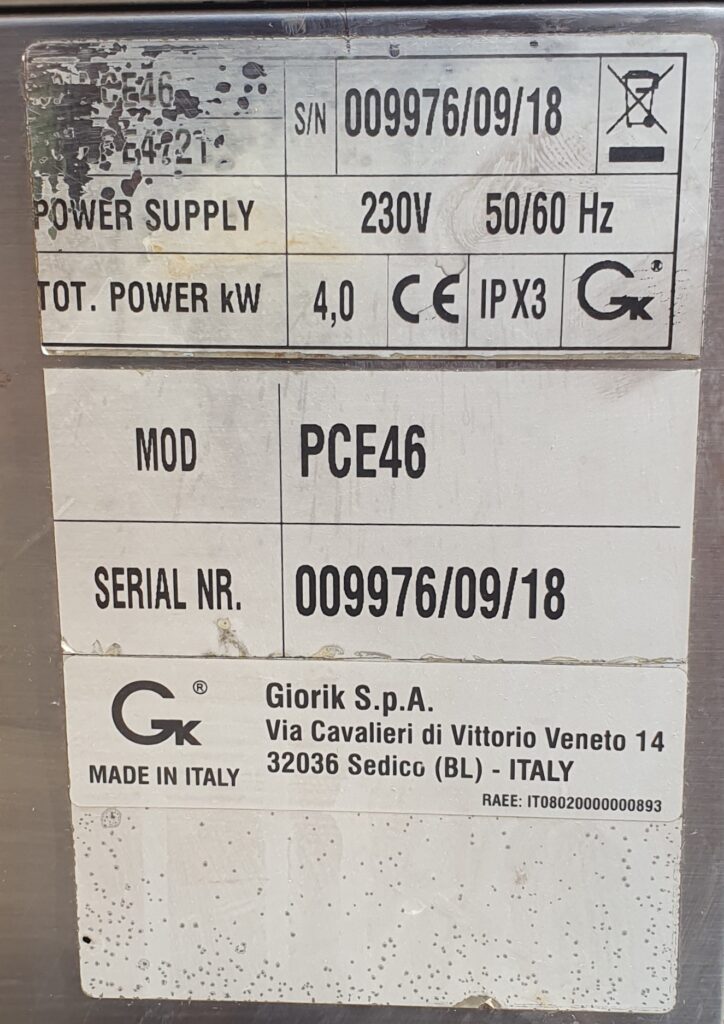 CE46
S/N 009976/09/18
POWER SUPPLY 230V 50/60 Hz
TOT. POWER kW 4,0 CE IPX3 GK ®
MOD PCE46
SERIAL NR. 009976/09/18
GK ®
MADE IN ITALY
Giorik S.p.A.
Via Cavalieri di Vittorio Veneto 14
32036 Sedico (BL) - ITALY
RAEE: IT08020000000893